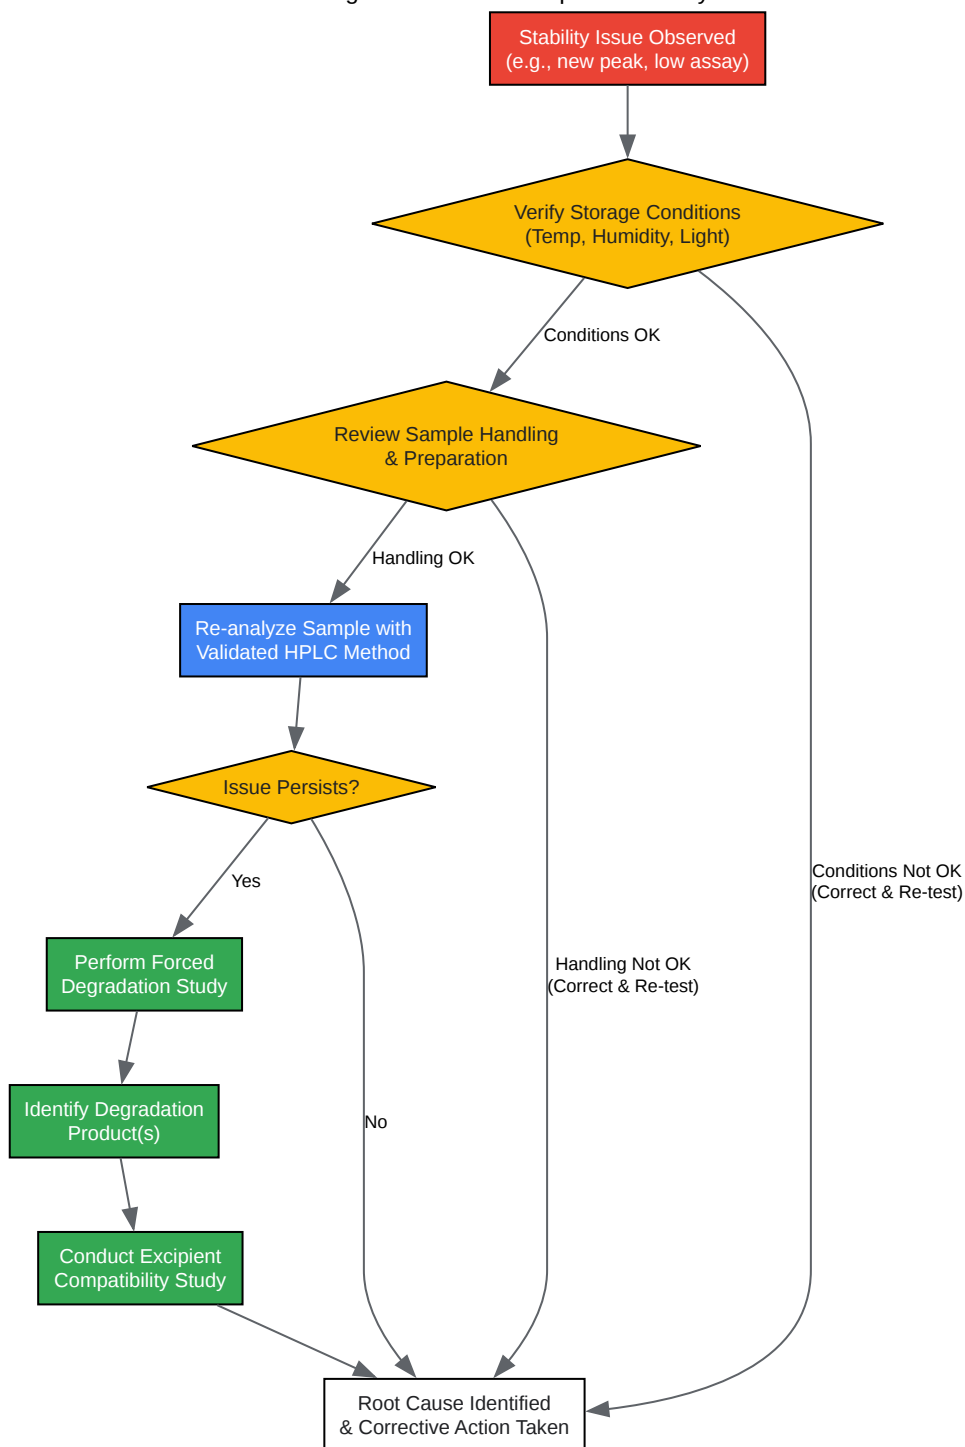 Stability Issue Observed
(e.g., new peak, low assay)
Verify Storage Conditions
(Temp, Humidity, Light)
Conditions OK
Review Sample Handling
& Preparation
Handling OK
Re-analyze Sample with
Validated HPLC Method
Issue Persists?
Yes
Conditions Not OK
(Correct & Re-test)
Perform Forced
Degradation Study
Handling Not OK
(Correct & Re-test)
Identify Degradation
Product(s)
No
Conduct Excipient
Compatibility Study
Root Cause Identified
& Corrective Action Taken